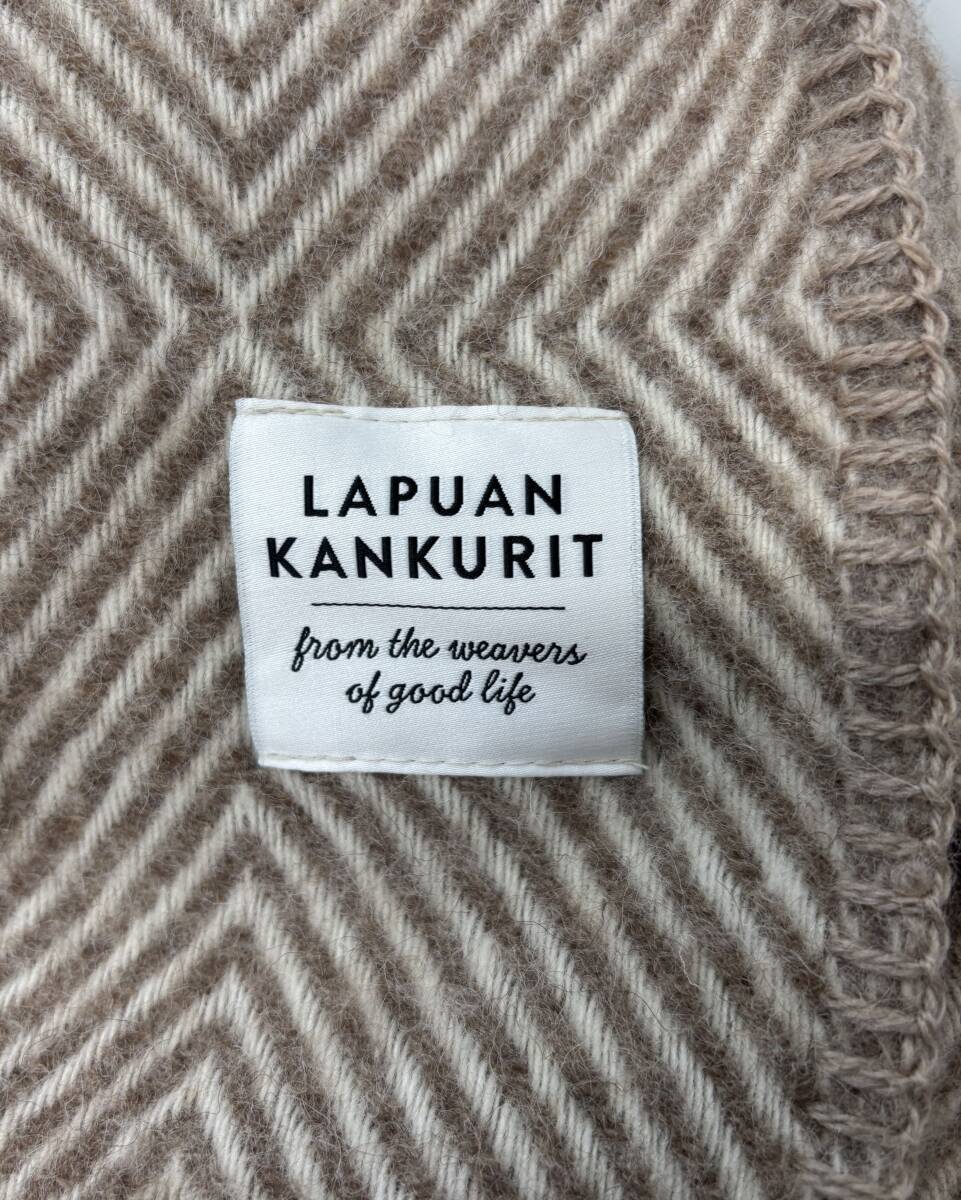 LAPUAN
KANKURIT
from the weavers
of good life